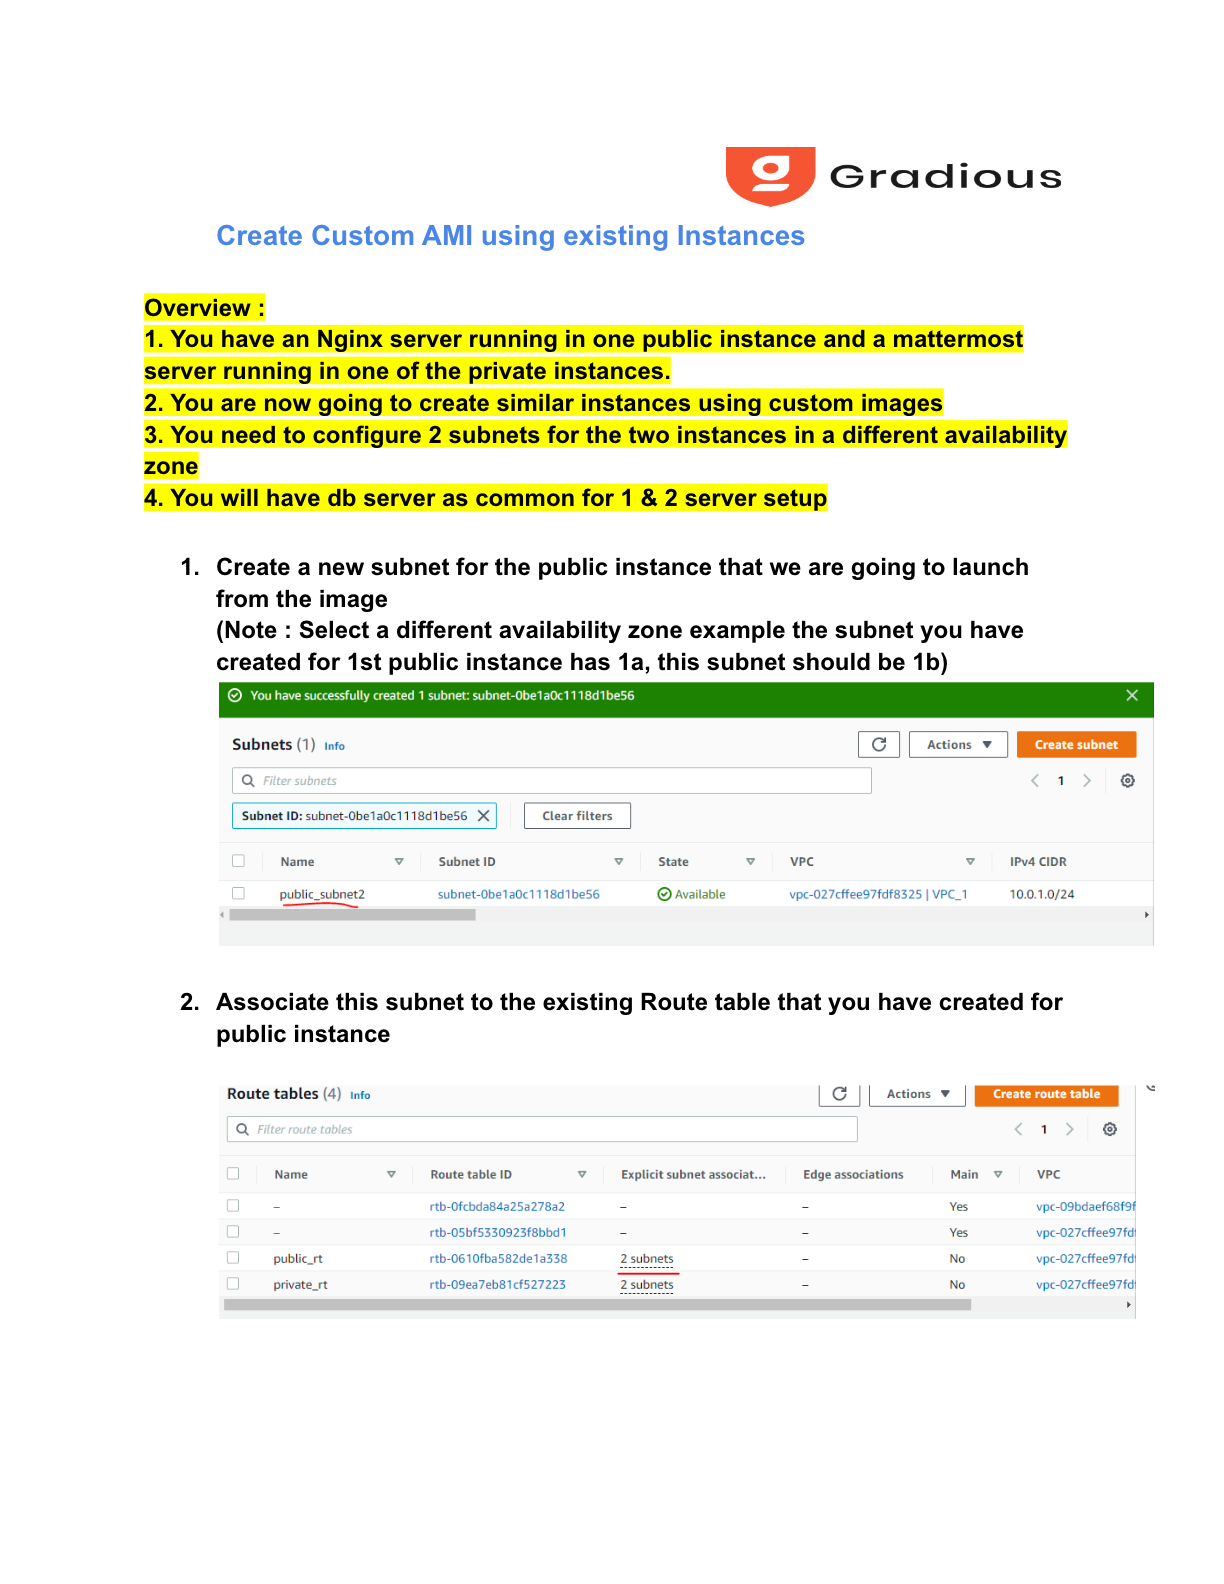 Gradious
Create Custom AMI using existing Instances
Overview :
1. You have an Nginx server running in one public instance and a mattermost
server running in one of the private instances.
2. You are now going to create similar instances using custom images
3. You need to configure 2 subnets for the two instances in a different availability
zone
4. You will have db server as common for 1 & 2 server setup
1. Create a new subnet for the public instance that we are going to launch
from the image
(Note : Select a different availability zone example the subnet you have
created for 1st public instance has 1a, this subnet should be 1b)
You have successfully created 1 subnet: subnet-0be1a0c1118d1be56
Subnets (1) Info Actions Create subnet
Filter subnets 1
Subnet ID: subnet-0be1a0c1118d1be56 Clear filters
Name Subnet ID State VPC IPv4 CIDR
public_subnet2 subnet-0be1a0c1118d1be56 Available vpc-027cffee97fdf8325 | VPC_1 10.0.1.0/24
2. Associate this subnet to the existing Route table that you have created for
public instance
Route tables (4) Info Actions Create route table
Filter route tables 1
Name Route table ID Explicit subnet associat... Edge associations Main VPC
– rtb-0fcbda84a25a278a2 – – Yes vpc-09bdaef68f9f
– rtb-05bf5330923f8bbd1 – – Yes vpc-027cffee97fd
public_rt rtb-0610fba582de1a338 2 subnets – No vpc-027cffee97fd
private_rt rtb-09ea7eb81cf527223 2 subnets – No vpc-027cffee97fd